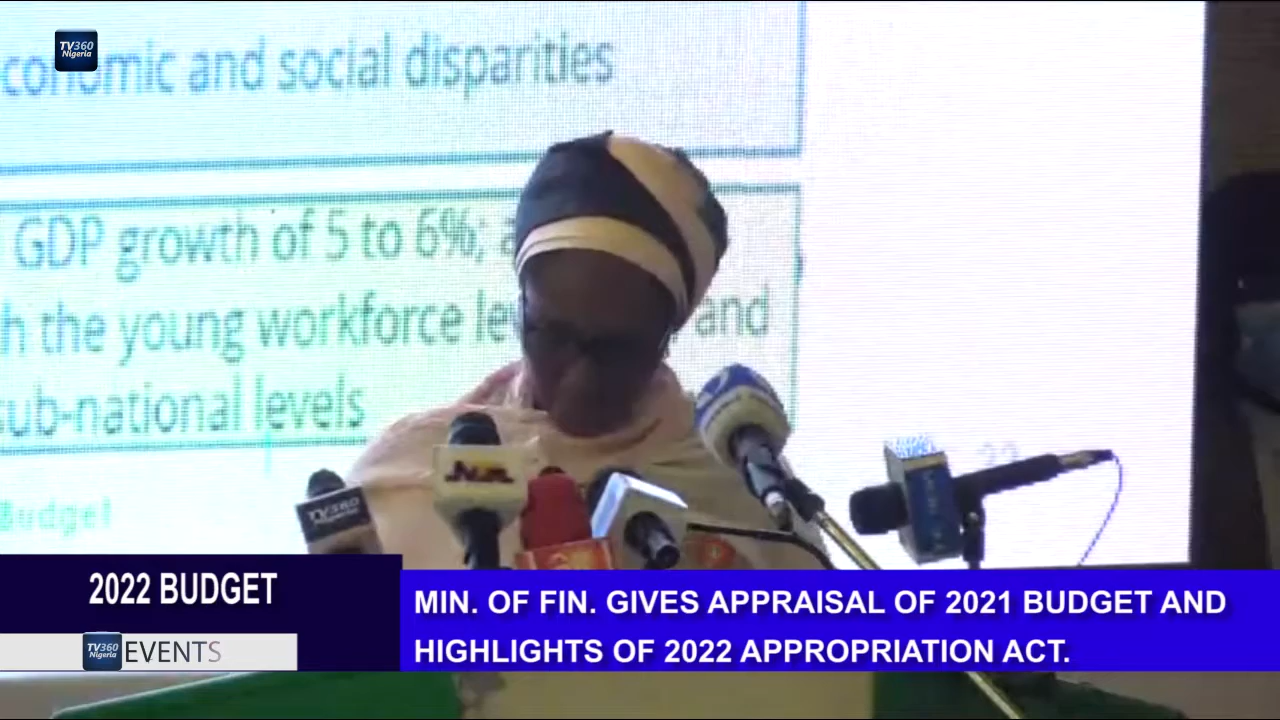 TV360
Nigeria
conomic and social disparities
GDP growth of 5 to 6%;
h the young workforce le and
sub-national levels
Budget
TV360
2022 BUDGET
TV360
Nigeria
EVENTS
MIN. OF FIN. GIVES APPRAISAL OF 2021 BUDGET AND
HIGHLIGHTS OF 2022 APPROPRIATION ACT.